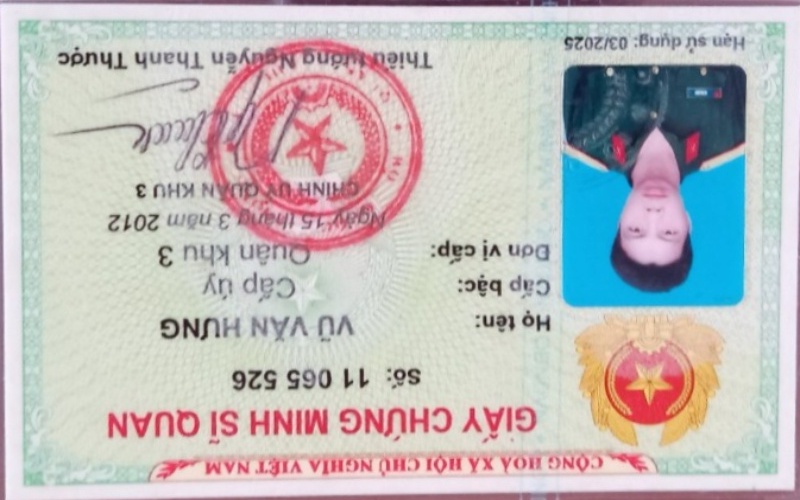 CỘNG HOÀ XÃ HỘI CHỦ NGHĨA VIỆT NAM
GIẤY CHỨNG MINH SĨ QUAN
Số: 11 065 526
Họ tên: VŨ VĂN HƯNG
Cấp bậc: Cấp úy
Đơn vị cấp: Quân khu 3
Ngày 15 tháng 3 năm 2012
CHÍNH UỶ QUÂN KHU 3
Thiếu tướng Nguyễn Thanh Thược
Hạn sử dụng: 03/2025